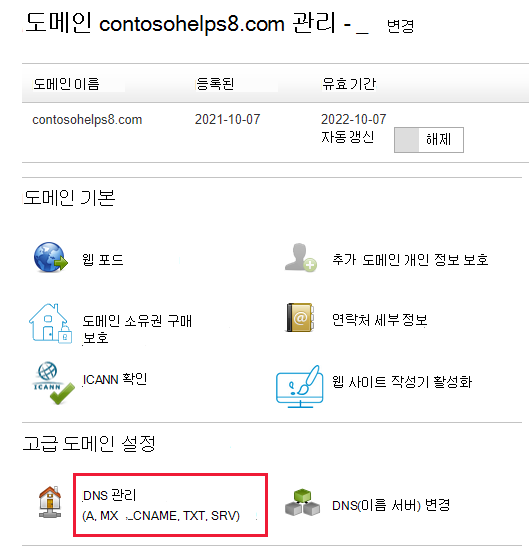 도메인 contosohelps8.com 관리 - _ 변경
도메인 이름 등록된 유효 기간
contosohelps8.com 2021-10-07 2022-10-07
자동 갱신 해제
도메인 기본
웹 포드 추가 도메인 개인 정보 보호
도메인 소유권 구매 연락처 세부 정보
보호
ICANN 확인 웹 사이트 작성기 활성화
ICANN
고급 도메인 설정
DNS 관리 DNS(이름 서버) 변경
(A, MX ._CNAME, TXT, SRV)